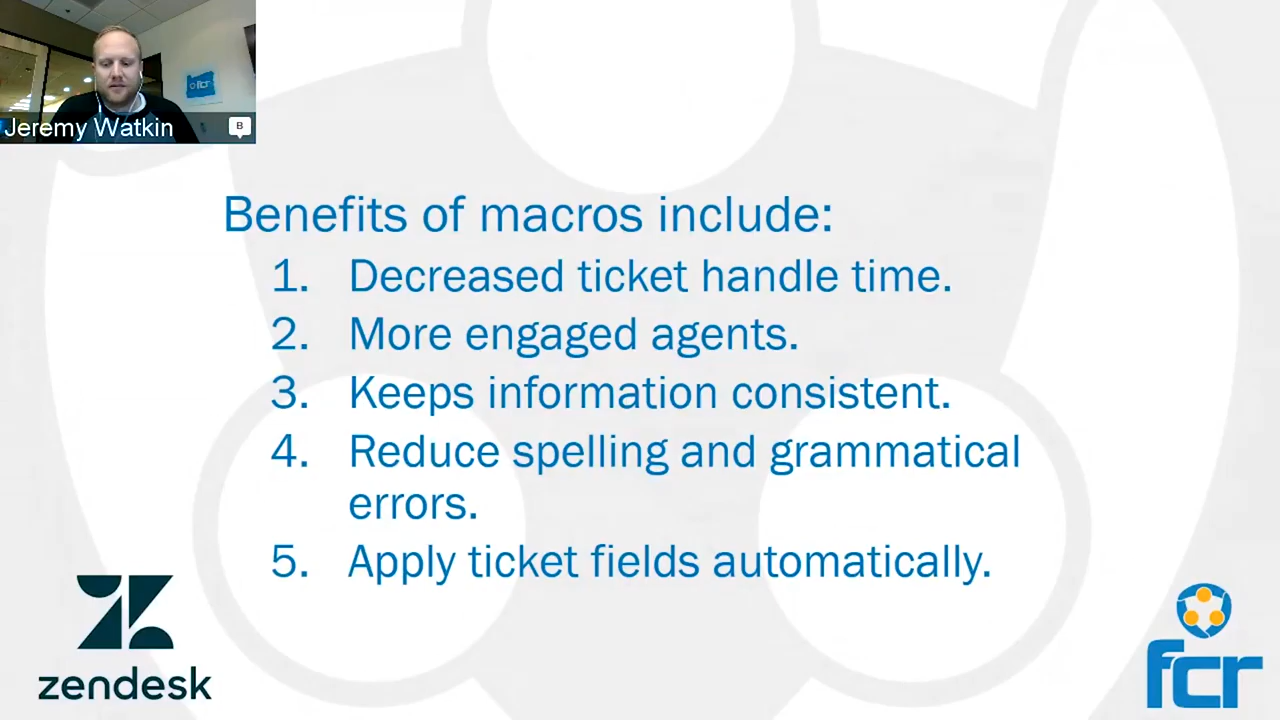 fcr
Jeremy Watkin
B
Benefits of macros include:
1. Decreased ticket handle time.
2. More engaged agents.
3. Keeps information consistent.
4. Reduce spelling and grammatical
errors.
5. Apply ticket fields automatically.
zendesk
fcr